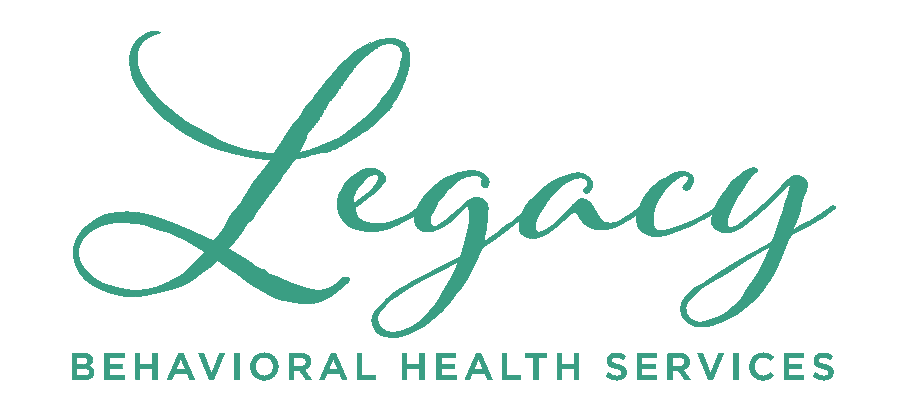 Legacy
BEHAVIORAL HEALTH SERVICES